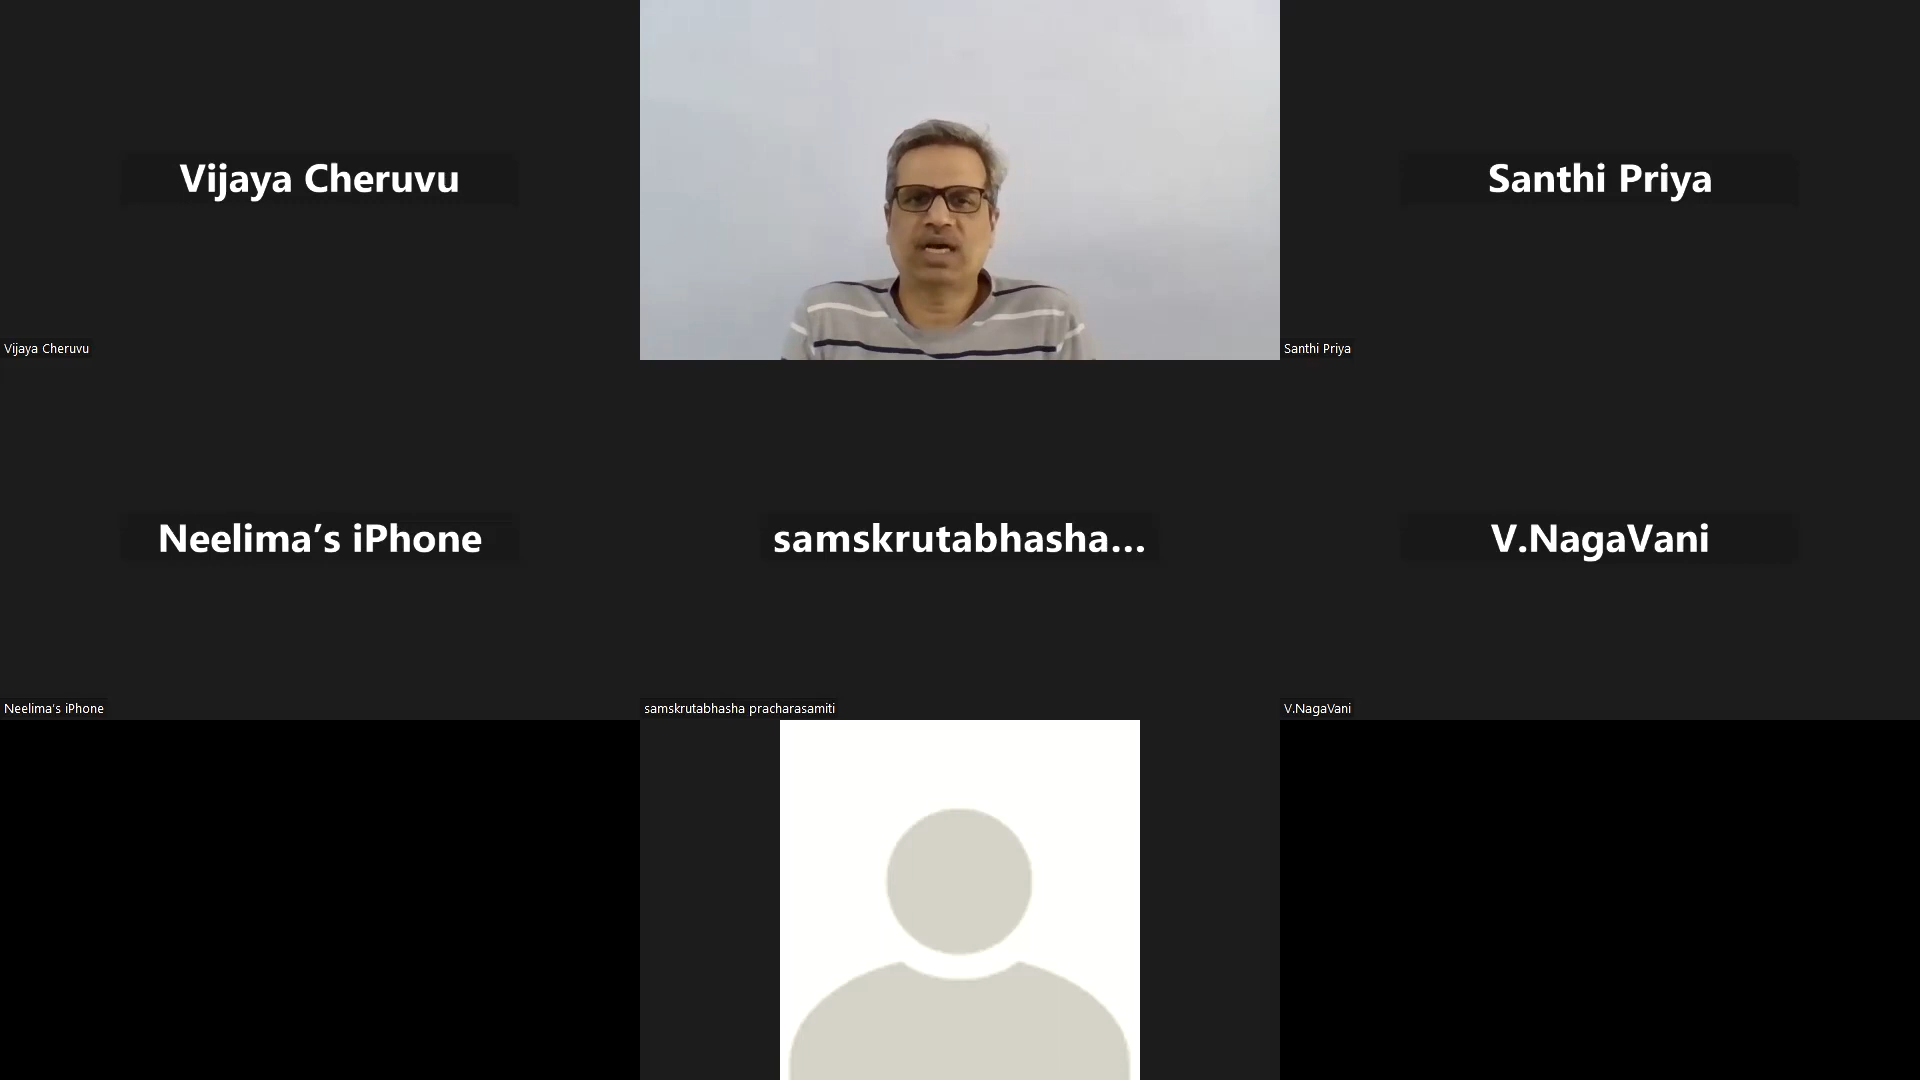 Vijaya Cheruvu
Santhi Priya
Vijaya Cheruvu
Santhi Priya
Neelima’s iPhone
samskrutabhasha...
V.NagaVani
Neelima's iPhone
samskrutabhasha pracharasamiti
V.NagaVani